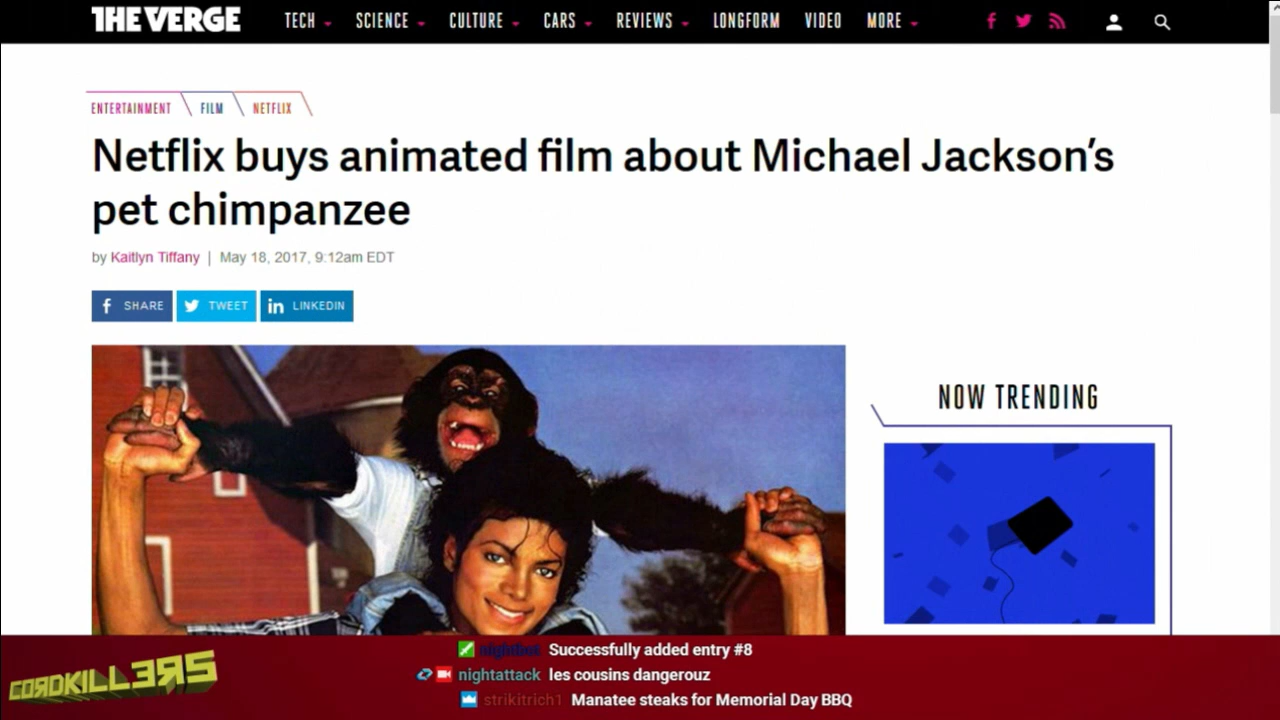 THE VERGE
TECH SCIENCE CULTURE CARS REVIEWS LONGFORM VIDEO MORE
ENTERTAINMENT FILM NETFLIX
Netflix buys animated film about Michael Jackson’s
pet chimpanzee
by Kaitlyn Tiffany | May 18, 2017, 9:12am EDT
SHARE TWEET LINKEDIN
NOW TRENDING
CORDKILLERS
nightbot Successfully added entry #8
nightattack les cousins dangerouz
strikitrich1 Manatee steaks for Memorial Day BBQ